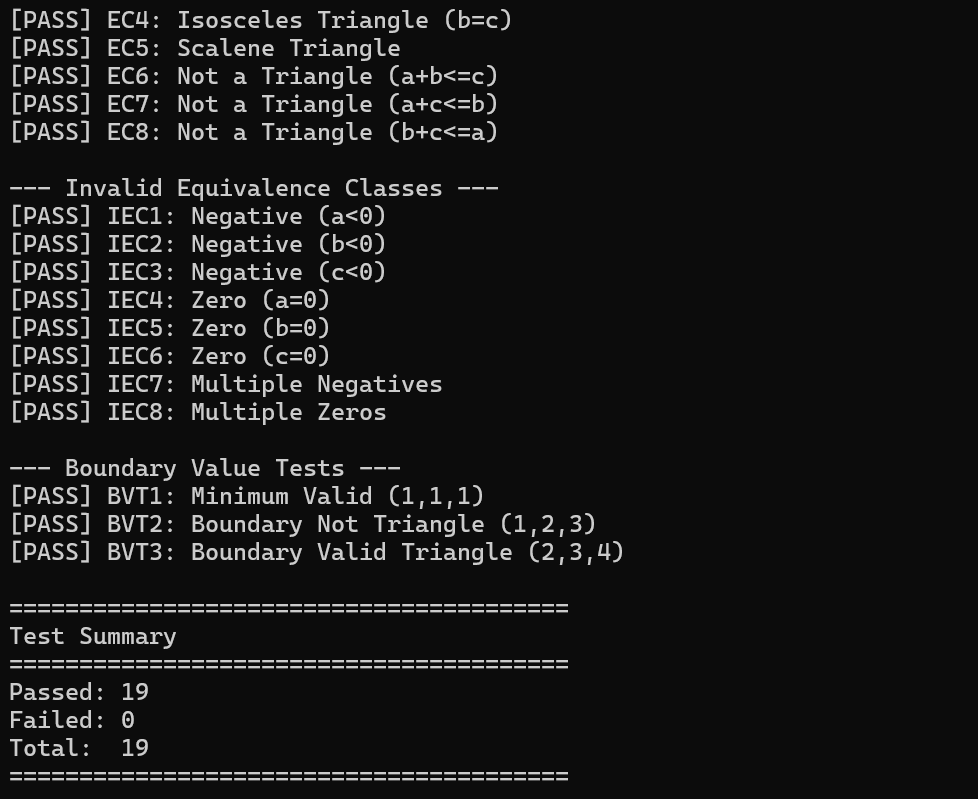 [PASS] EC4: Isosceles Triangle (b=c)
[PASS] EC5: Scalene Triangle
[PASS] EC6: Not a Triangle (a+b<=c)
[PASS] EC7: Not a Triangle (a+c<=b)
[PASS] EC8: Not a Triangle (b+c<=a)
--- Invalid Equivalence Classes ---
[PASS] IEC1: Negative (a<0)
[PASS] IEC2: Negative (b<0)
[PASS] IEC3: Negative (c<0)
[PASS] IEC4: Zero (a=0)
[PASS] IEC5: Zero (b=0)
[PASS] IEC6: Zero (c=0)
[PASS] IEC7: Multiple Negatives
[PASS] IEC8: Multiple Zeros
--- Boundary Value Tests ---
[PASS] BVT1: Minimum Valid (1,1,1)
[PASS] BVT2: Boundary Not Triangle (1,2,3)
[PASS] BVT3: Boundary Valid Triangle (2,3,4)
========================================
Test Summary
========================================
Passed: 19
Failed: 0
Total:  19
========================================